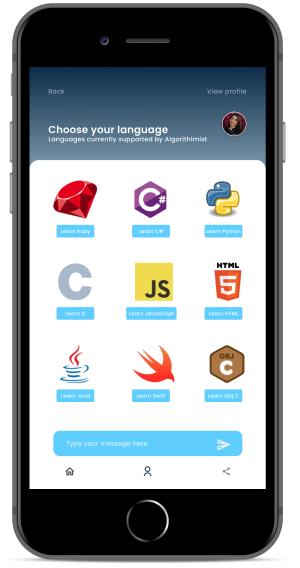 Back
View profile
Choose your language
Languages currently supported by Algorithimist
C#
Learn Ruby
Learn C#
Learn Python
C
JS
HTML
5
Learn C
Learn JavaScript
Learn HTML
Java
OBJ
C
Learn Java
Learn Swift
Learn Obj C
Type your message here